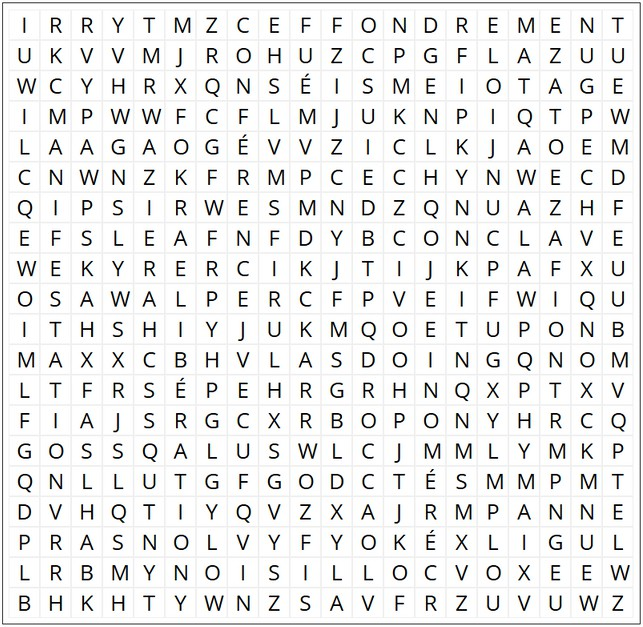 I R R Y T M Z C E F F O N D R E M E N T
U K V V M J R O H U Z C P G F L A Z U U
W C Y H R X Q N S É I S M E I O T A G E
I M P W W F C F L M J U K N P I Q T P W
L A A G A O G É V V Z I C L K J A O E M
C N W N Z K F R M P C E C H Y N W E C D
Q I P S I R W E S M N D Z Q N U A Z H F
E F S L E A F N F D Y B C O N C L A V E
W E K Y R E R C I K J T I J K P A F X U
O S A W A L P E R C F P V E I F W I Q U
I T H S H I Y J U K M Q O E T U P O N B
M A X X C B H V L A S D O I N G Q N O M
L T F R S É P E H R G R H N Q X P T X V
F I A J S R G C X R B O P O N Y H R C Q
G O S S Q A L U S W L C J M M L Y M K P
Q N L L U T G F G O D C T É S M M P M T
D V H Q T I Y Q V Z X A J R M P A N N E
P R A S N O L V Y F Y O K É X L I G U L
L R B M Y N O I S I L L O C V O X E E W
B H K H T Y W N Z S A V F R Z U V U W Z